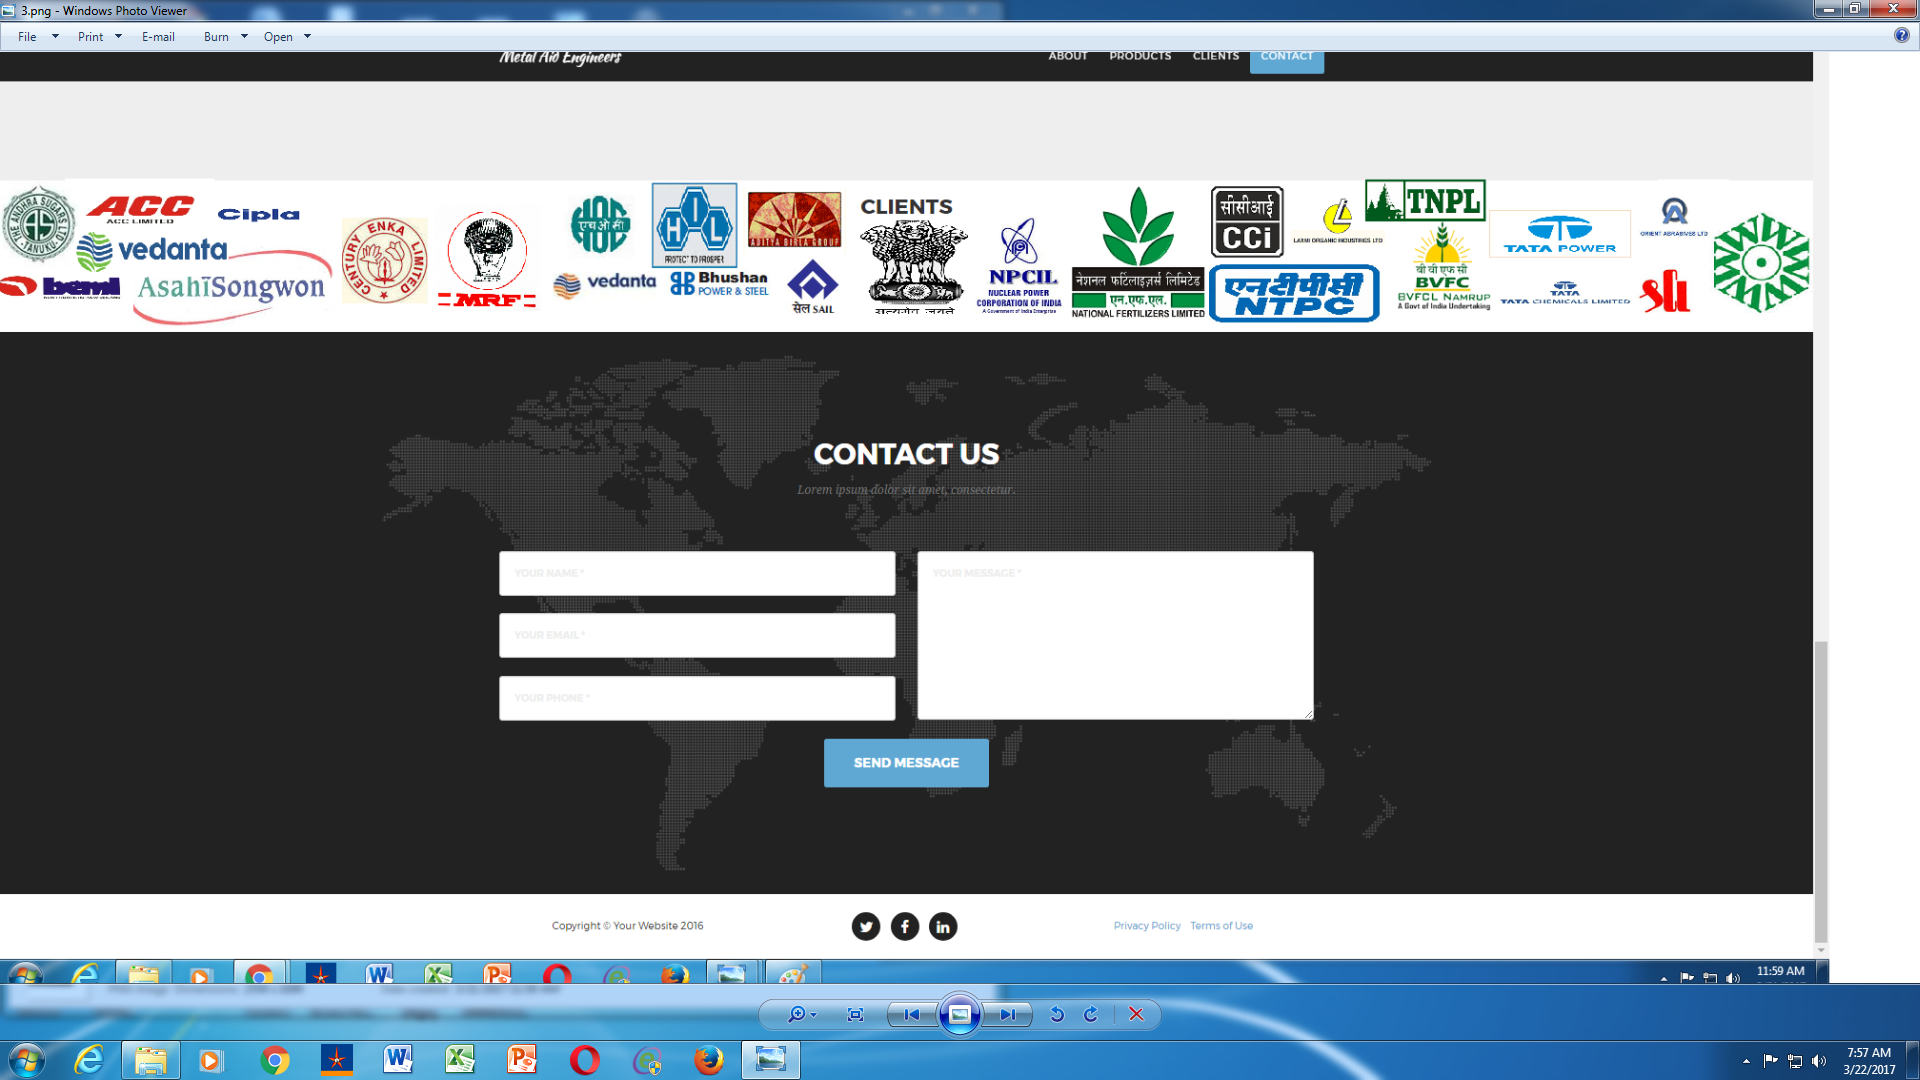 3.png - Windows Photo Viewer
File Print E-mail Burn Open
Metal Aid Engineers
ABOUT PRODUCTS CLIENTS CONTACT
THE ANDHRA SUGARS LTD. TANUKU
ACC
ACC LIMITED
Cipla
vedanta
beml
AsahiSongwon
CENTURY ENKA LIMITED
MRF
HOC
एचओसी
HIL
PROTECT TO PROSPER
vedanta
Bhushan
POWER & STEEL
ADITYA BIRLA GROUP
सेल SAIL
CLIENTS
सत्यमेव जयते
NPCIL
NUCLEAR POWER
CORPORATION OF INDIA
A Government of India Enterprise
नेशनल फर्टिलाइजर्स लिमिटेड
एन.एफ.एल.
NATIONAL FERTILIZERS LIMITED
सीसीआई
CCi
एनटीपीसी
NTPC
LAXMI ORGANIC INDUSTRIES LTD
TNPL
बी वी एफ सी
BVFC
BVFCL NAMRUP
A Govt of India Undertaking
TATA POWER
TATA CHEMICALS LIMITED
ORIENT ABRASIVES LTD
CONTACT US
Lorem ipsum dolor sit amet, consectetur.
YOUR NAME *
YOUR MESSAGE *
YOUR EMAIL *
YOUR PHONE *
SEND MESSAGE
Copyright © Your Website 2016
Privacy Policy Terms of Use
11:59 AM
7:57 AM
3/22/2017